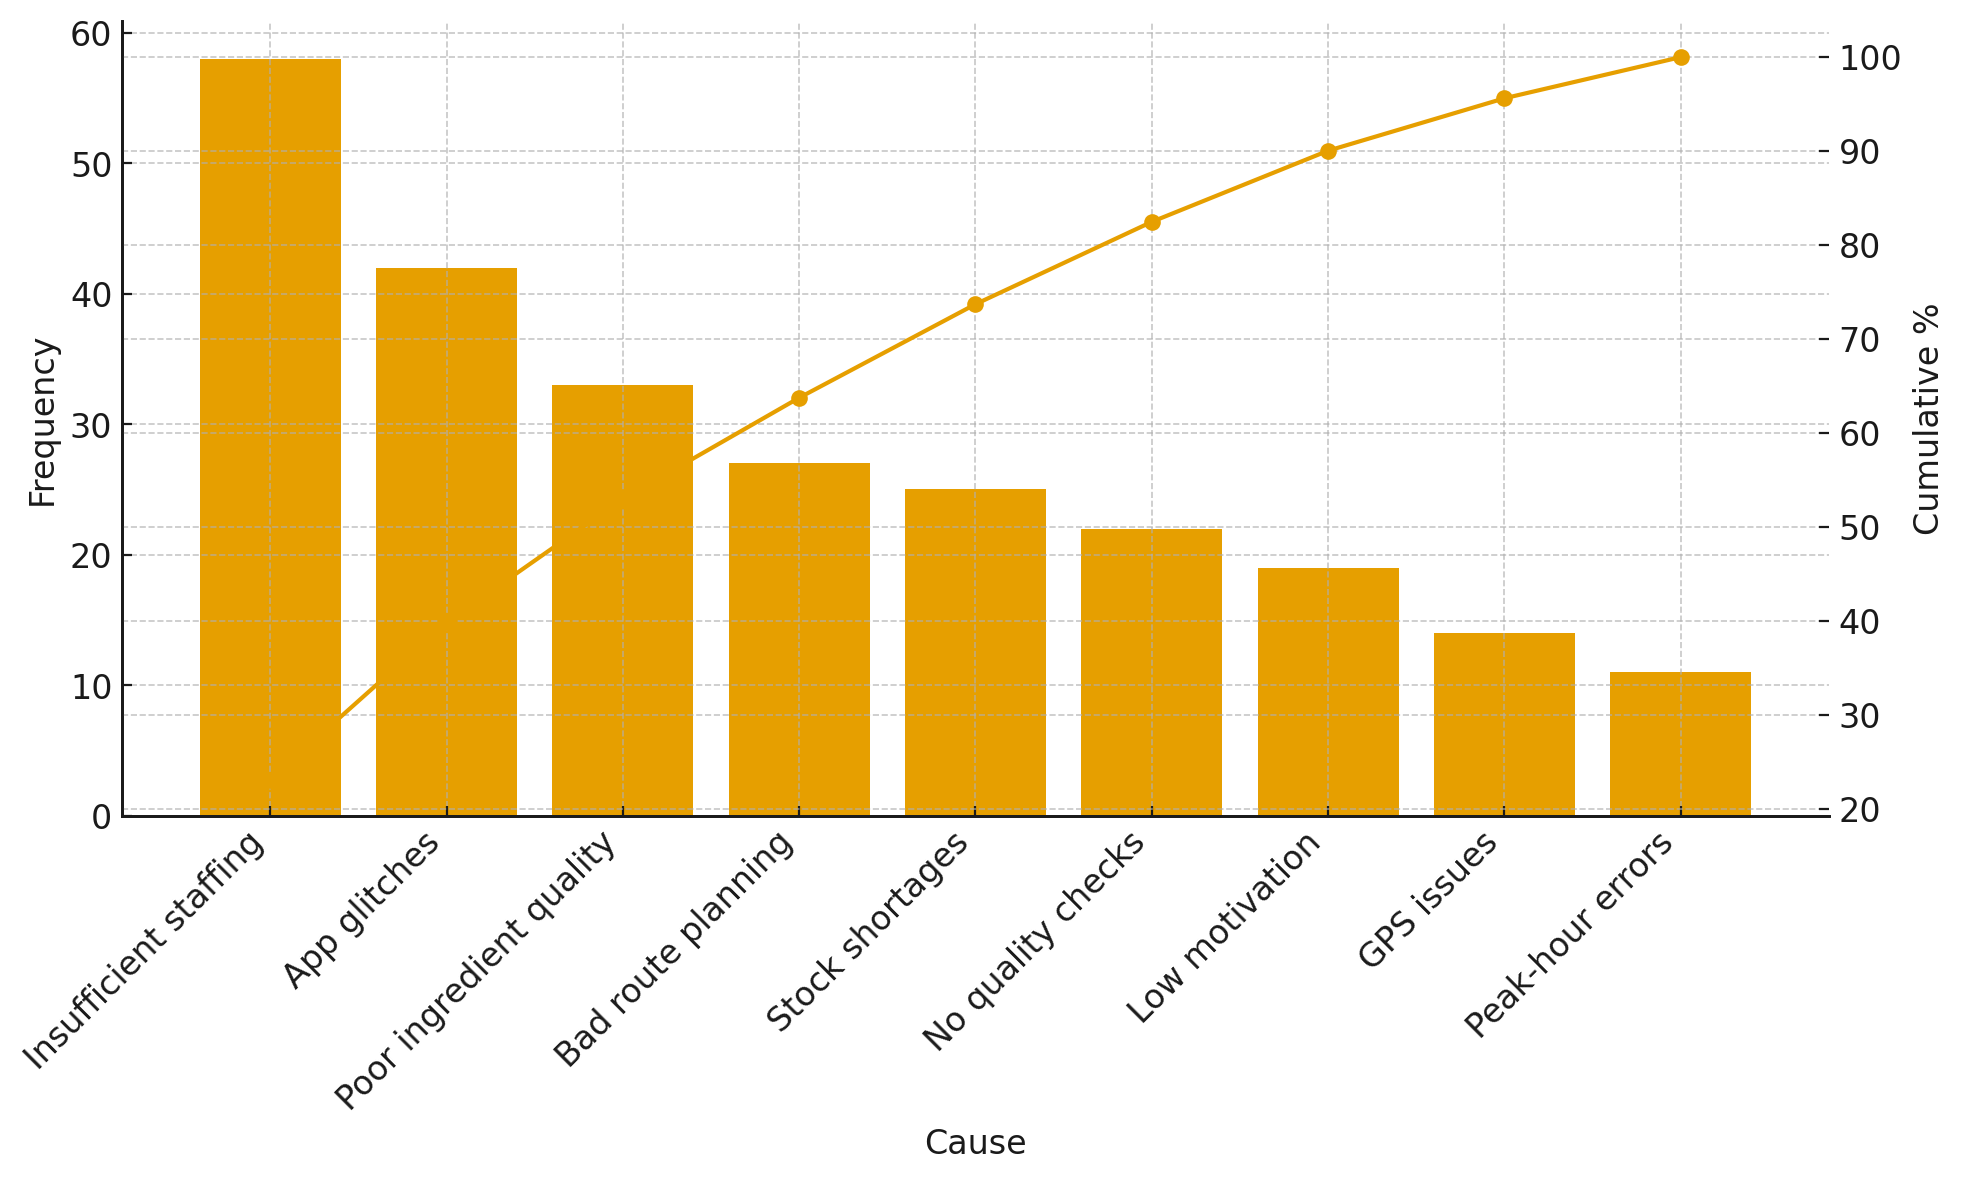 60
50
40
30
20
10
0
Frequency
100
90
80
70
60
50
40
30
20
Cumulative %
Insufficient staffing
App glitches
Poor ingredient quality
Bad route planning
Stock shortages
No quality checks
Low motivation
GPS issues
Peak-hour errors
Cause